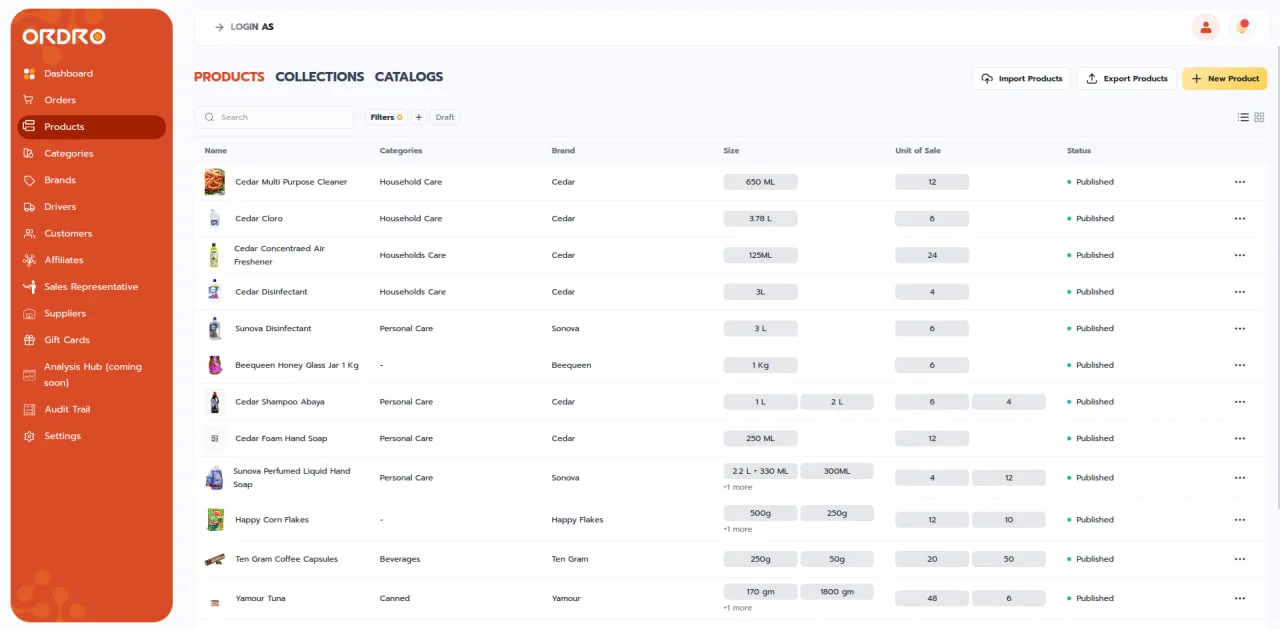 ORDRO
Dashboard
Orders
Products
Categories
Brands
Drivers
Customers
Affiliates
Sales Representative
Suppliers
Gift Cards
Analysis Hub (coming
soon)
Audit Trail
Settings
LOGIN AS
PRODUCTS COLLECTIONS CATALOGS
Import Products Export Products + New Product
Search Filters 0 + Draft
Name Categories Brand Size Unit of Sale Status
Cedar Multi Purpose Cleaner Household Care Cedar 650 ML 12 Published
Cedar Cloro Household Care Cedar 3.78 L 6 Published
Cedar Concentraed Air
Freshener Households Care Cedar 125ML 24 Published
Cedar Disinfectant Households Care Cedar 3L 4 Published
Sunova Disinfectant Personal Care Sonova 3 L 6 Published
Beequeen Honey Glass Jar 1 Kg - Beequeen 1 Kg 6 Published
Cedar Shampoo Abaya Personal Care Cedar 1 L 2 L 6 4 Published
Cedar Foam Hand Soap Personal Care Cedar 250 ML 12 Published
Sunova Perfumed Liquid Hand
Soap Personal Care Sonova 2.2 L + 330 ML 300ML 4 12 Published
+1 more
Happy Corn Flakes - Happy Flakes 500g 250g 12 10 Published
+1 more
Ten Gram Coffee Capsules Beverages Ten Gram 250g 50g 20 50 Published
Yamour Tuna Canned Yamour 170 gm 1800 gm 48 6 Published
+1 more